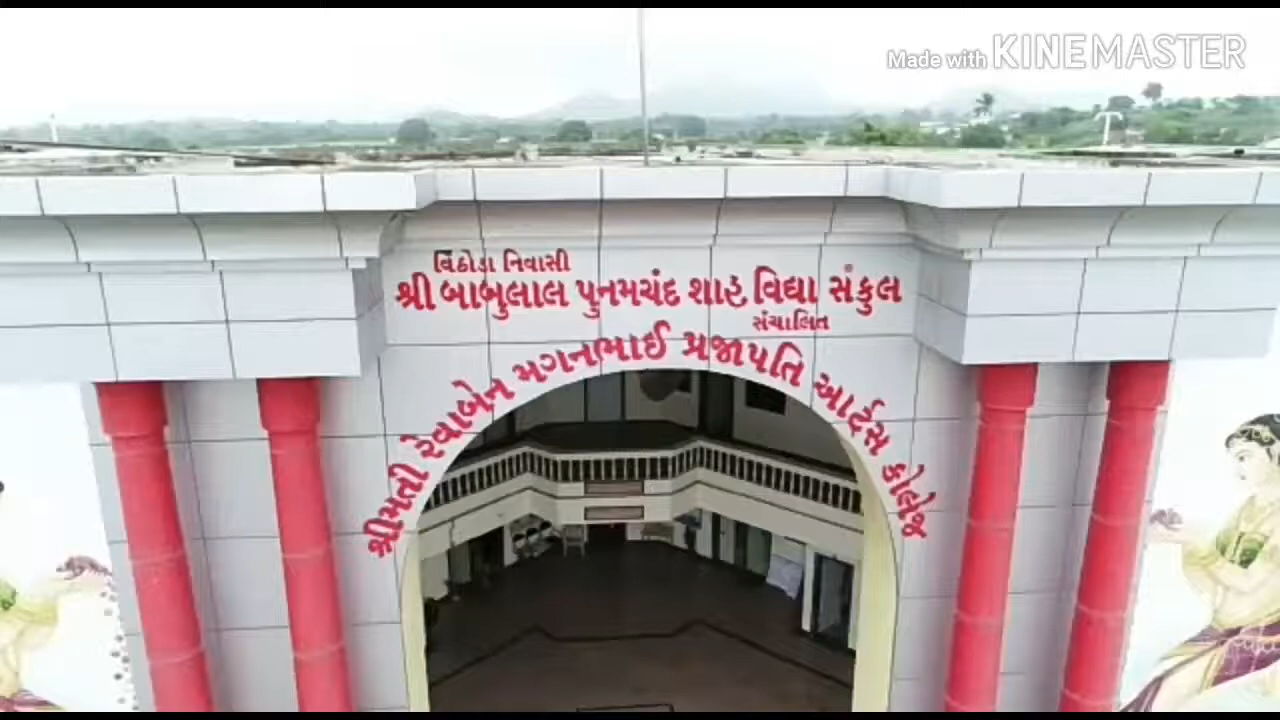 Made with KINEMASTER
વિઠોડા નિવાસી
શ્રી બાબુલાલ પુનમચંદ શાહ વિદ્યા સંકુલ
સંચાલિત
શ્રીમતી રેવાબેન મગનભાઈ પ્રજાપતિ આર્ટ્સ કોલેજ